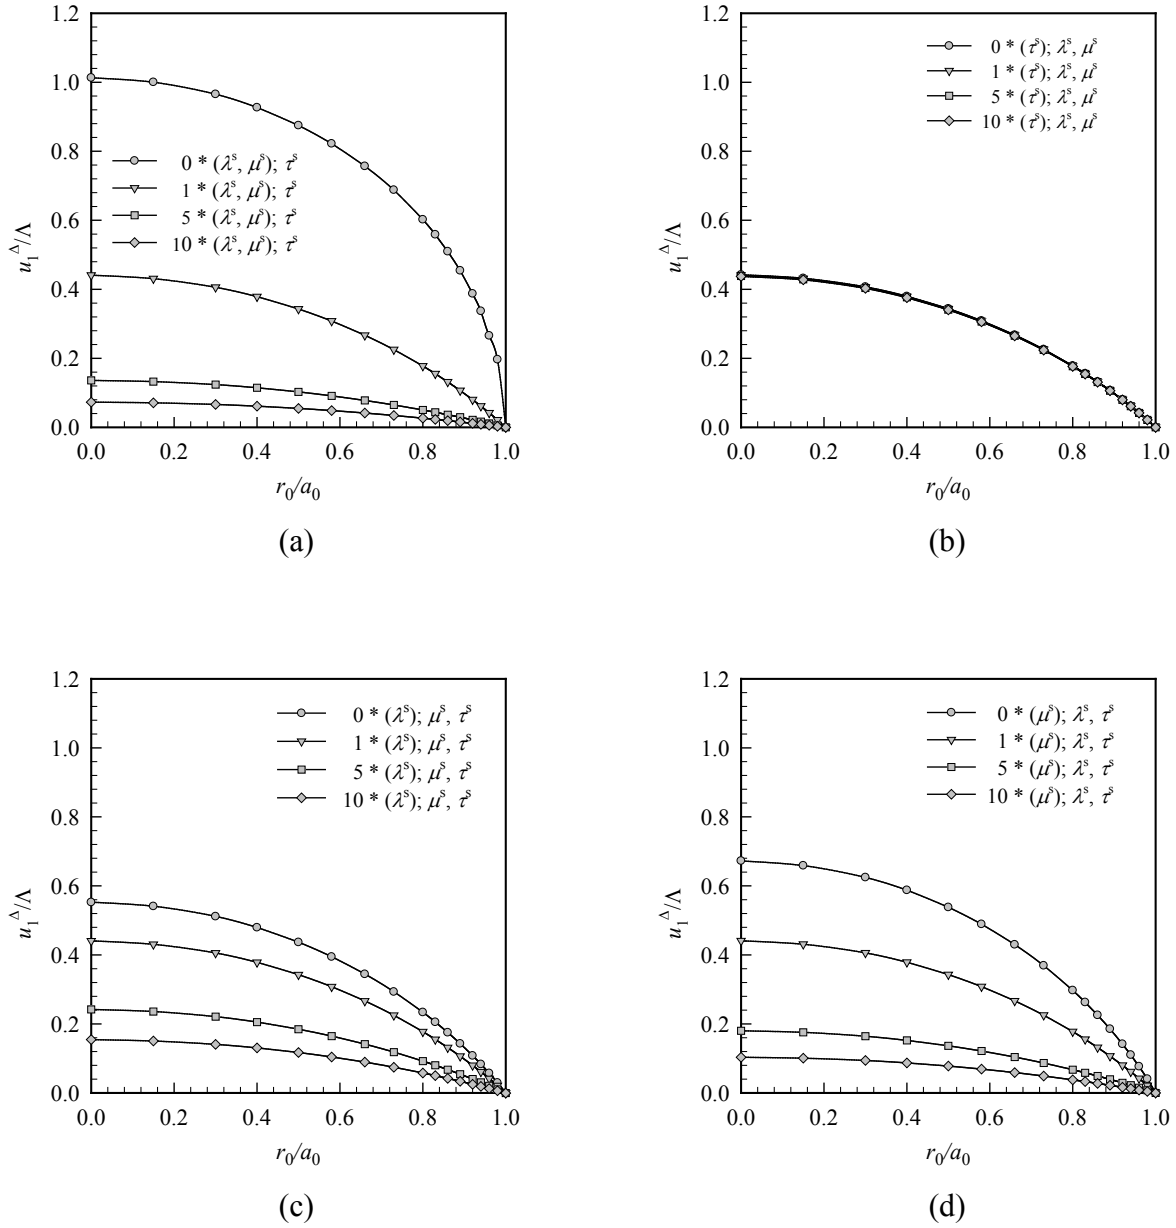 1.2
1.0
0.8
0.6
0.4
0.2
0.0
0.0 0.2 0.4 0.6 0.8 1.0
u₁^Δ/Λ
r₀/a₀
0 * (λˢ, μˢ); τˢ
1 * (λˢ, μˢ); τˢ
5 * (λˢ, μˢ); τˢ
10 * (λˢ, μˢ); τˢ
(a)
1.2
1.0
0.8
0.6
0.4
0.2
0.0
0.0 0.2 0.4 0.6 0.8 1.0
u₁^Δ/Λ
r₀/a₀
0 * (τˢ); λˢ, μˢ
1 * (τˢ); λˢ, μˢ
5 * (τˢ); λˢ, μˢ
10 * (τˢ); λˢ, μˢ
(b)
1.2
1.0
0.8
0.6
0.4
0.2
0.0
0.0 0.2 0.4 0.6 0.8 1.0
u₁^Δ/Λ
r₀/a₀
0 * (λˢ); μˢ, τˢ
1 * (λˢ); μˢ, τˢ
5 * (λˢ); μˢ, τˢ
10 * (λˢ); μˢ, τˢ
(c)
1.2
1.0
0.8
0.6
0.4
0.2
0.0
0.0 0.2 0.4 0.6 0.8 1.0
u₁^Δ/Λ
r₀/a₀
0 * (μˢ); λˢ, τˢ
1 * (μˢ); λˢ, τˢ
5 * (μˢ); λˢ, τˢ
10 * (μˢ); λˢ, τˢ
(d)